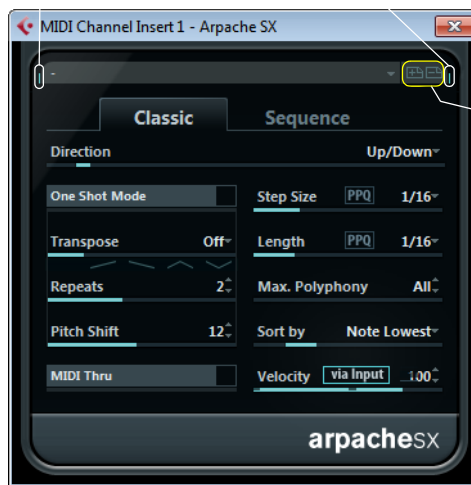 MIDI Channel Insert 1 - Arpache SX
-
Classic Sequence
Direction Up/Down
One Shot Mode Step Size PPQ 1/16
Transpose Off Length PPQ 1/16
Repeats 2 Max. Polyphony All
Pitch Shift 12 Sort by Note Lowest
MIDI Thru Velocity via Input 100
arpacheSX